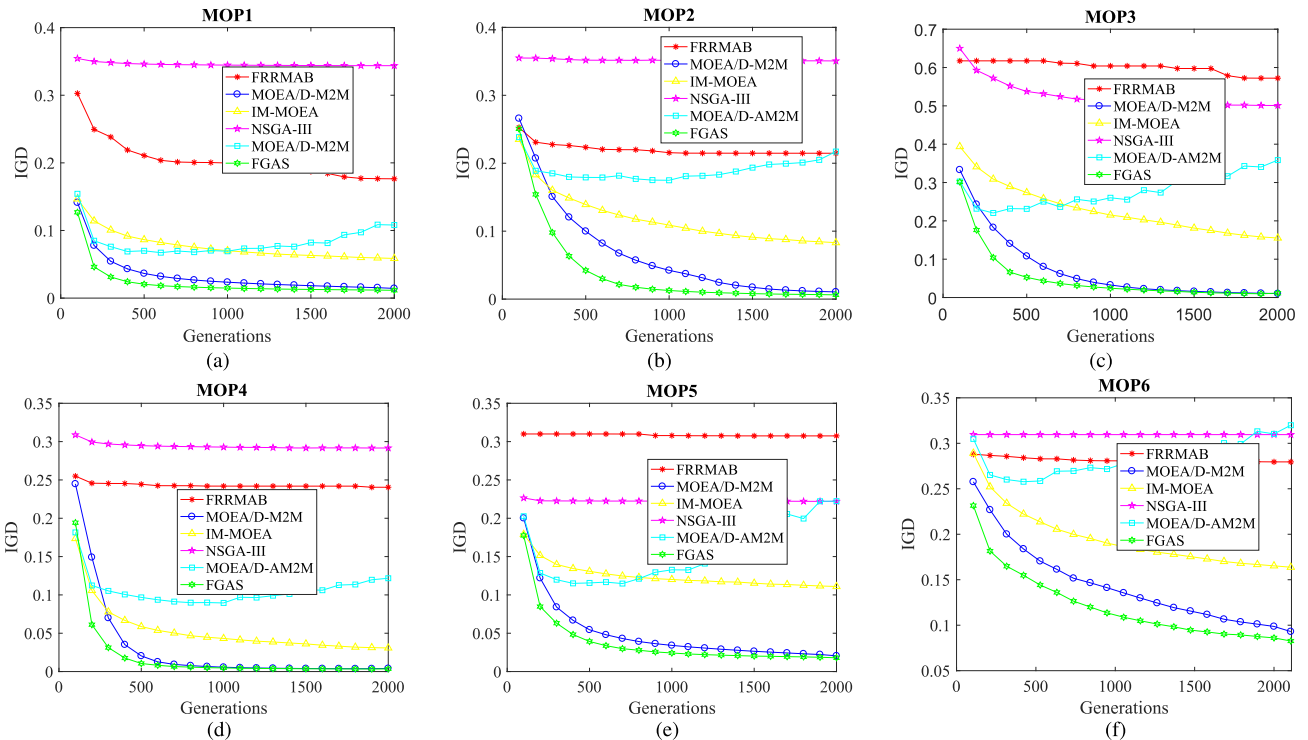 MOP1
0.4
0.3
0.2
0.1
0
IGD
0 500 1000 1500 2000
Generations
FRRMAB
MOEA/D-M2M
IM-MOEA
NSGA-III
MOEA/D-M2M
FGAS
(a)
MOP2
0.4
0.3
0.2
0.1
0
IGD
0 500 1000 1500 2000
Generations
FRRMAB
MOEA/D-M2M
IM-MOEA
NSGA-III
MOEA/D-AM2M
FGAS
(b)
MOP3
0.7
0.6
0.5
0.4
0.3
0.2
0.1
0
IGD
0 500 1000 1500 2000
Generations
FRRMAB
MOEA/D-M2M
IM-MOEA
NSGA-III
MOEA/D-AM2M
FGAS
(c)
MOP4
0.35
0.3
0.25
0.2
0.15
0.1
0.05
0
IGD
0 500 1000 1500 2000
Generations
FRRMAB
MOEA/D-M2M
IM-MOEA
NSGA-III
MOEA/D-AM2M
FGAS
(d)
MOP5
0.35
0.3
0.25
0.2
0.15
0.1
0.05
0
IGD
0 500 1000 1500 2000
Generations
FRRMAB
MOEA/D-M2M
IM-MOEA
NSGA-III
MOEA/D-AM2M
FGAS
(e)
MOP6
0.35
0.3
0.25
0.2
0.15
0.1
0.05
IGD
0 500 1000 1500 2000
Generations
FRRMAB
MOEA/D-M2M
IM-MOEA
NSGA-III
MOEA/D-AM2M
FGAS
(f)